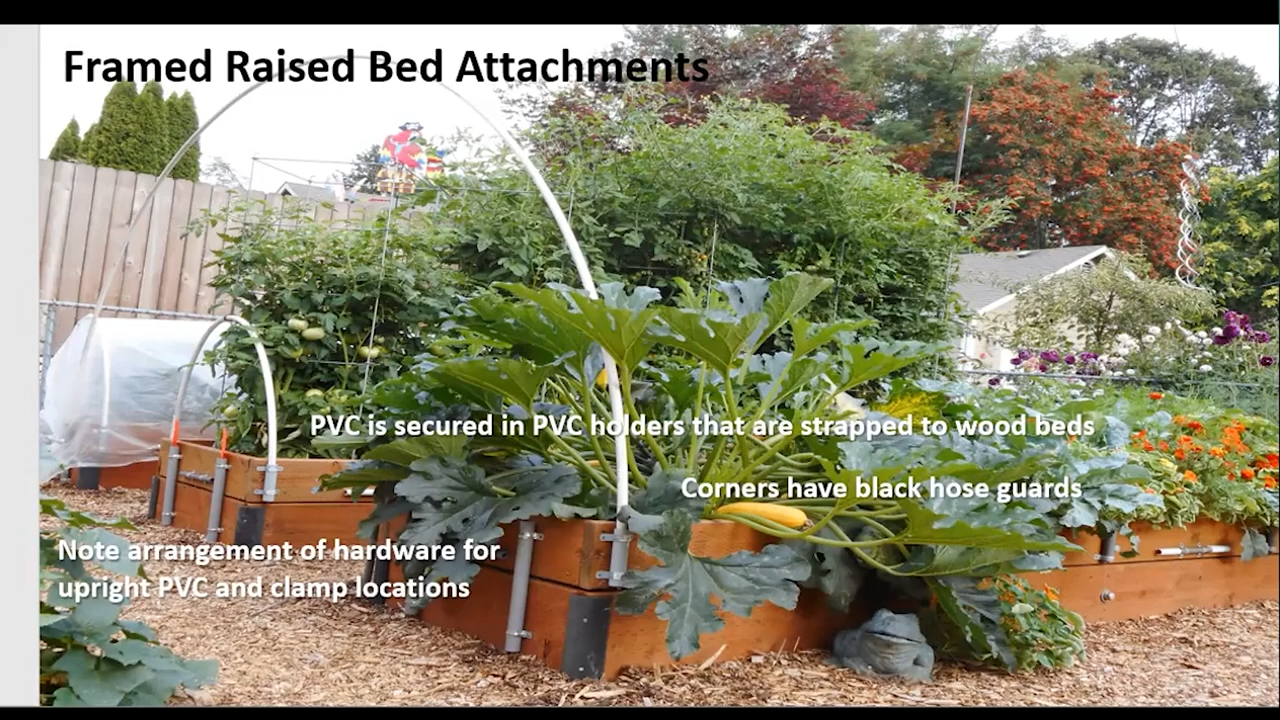 Framed Raised Bed Attachments
PVC is secured in PVC holders that are strapped to wood beds
Corners have black hose guards
Note arrangement of hardware for
upright PVC and clamp locations